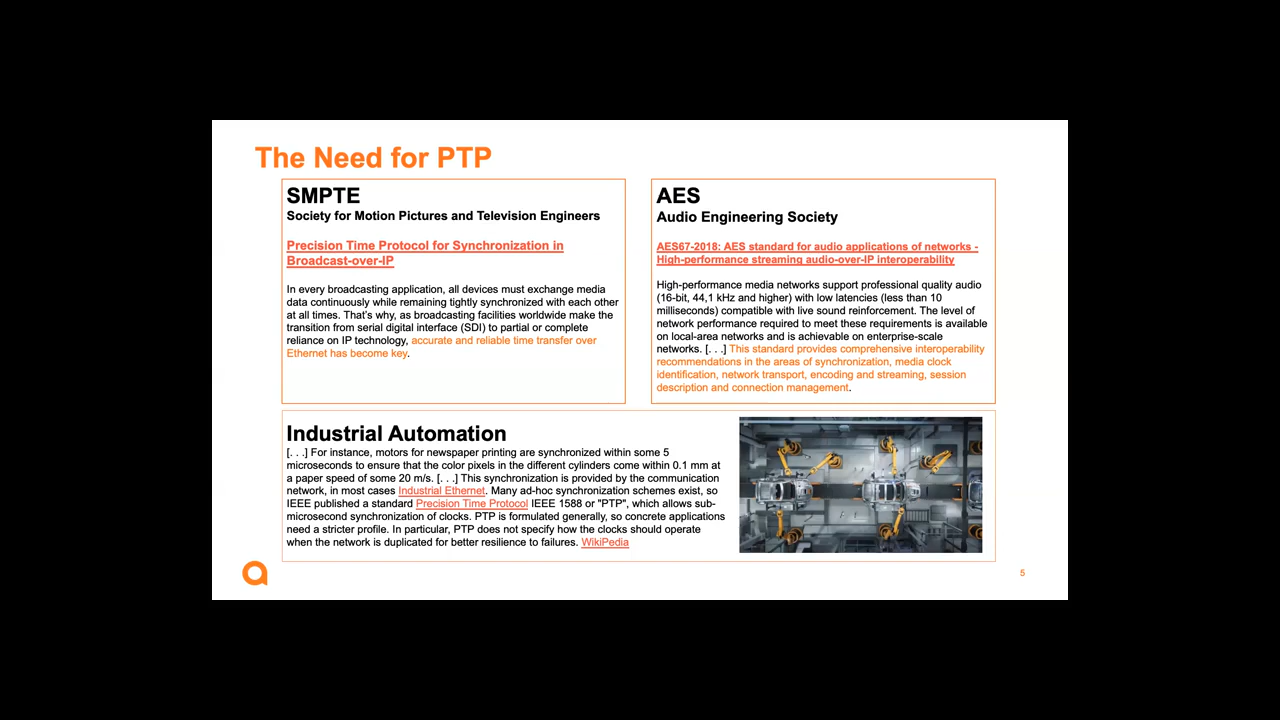 The Need for PTP
SMPTE
Society for Motion Pictures and Television Engineers
Precision Time Protocol for Synchronization in
Broadcast-over-IP
In every broadcasting application, all devices must exchange media
data continuously while remaining tightly synchronized with each other
at all times. That's why, as broadcasting facilities worldwide make the
transition from serial digital interface (SDI) to partial or complete
reliance on IP technology, accurate and reliable time transfer over
Ethernet has become key.
AES
Audio Engineering Society
AES67-2018: AES standard for audio applications of networks -
High-performance streaming audio-over-IP interoperability
High-performance media networks support professional quality audio
(16-bit, 44,1 kHz and higher) with low latencies (less than 10
milliseconds) compatible with live sound reinforcement. The level of
network performance required to meet these requirements is available
on local-area networks and is achievable on enterprise-scale
networks. [. . .] This standard provides comprehensive interoperability
recommendations in the areas of synchronization, media clock
identification, network transport, encoding and streaming, session
description and connection management.
Industrial Automation
[. . .] For instance, motors for newspaper printing are synchronized within some 5
microseconds to ensure that the color pixels in the different cylinders come within 0.1 mm at
a paper speed of some 20 m/s. [. . .] This synchronization is provided by the communication
network, in most cases Industrial Ethernet. Many ad-hoc synchronization schemes exist, so
IEEE published a standard Precision Time Protocol IEEE 1588 or "PTP", which allows sub-
microsecond synchronization of clocks. PTP is formulated generally, so concrete applications
need a stricter profile. In particular, PTP does not specify how the clocks should operate
when the network is duplicated for better resilience to failures. WikiPedia
5